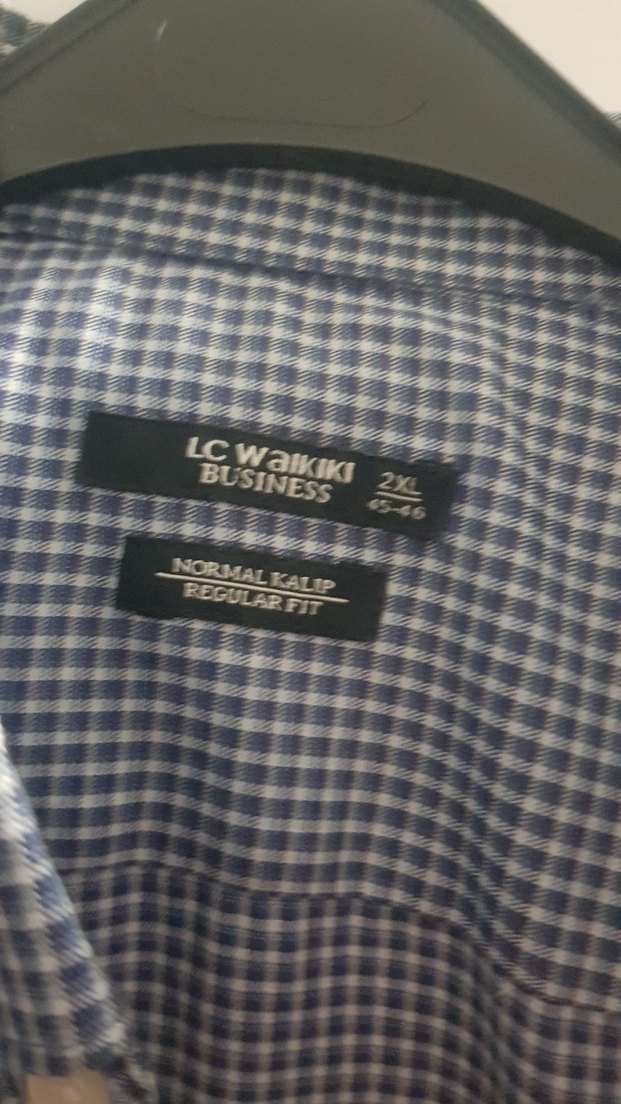 LC Waikiki
BUSINESS
2XL
45-46
NORMAL KALIP
REGULAR FIT